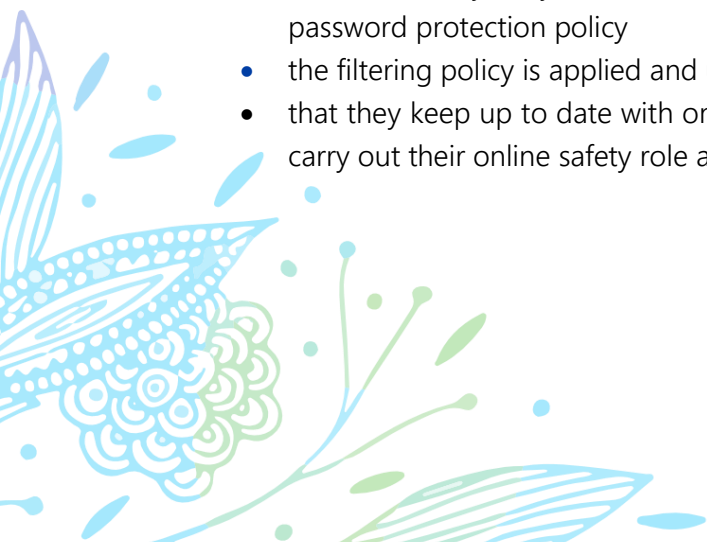 password protection policy
• the filtering policy is applied and
• that they keep up to date with
carry out their online safety role